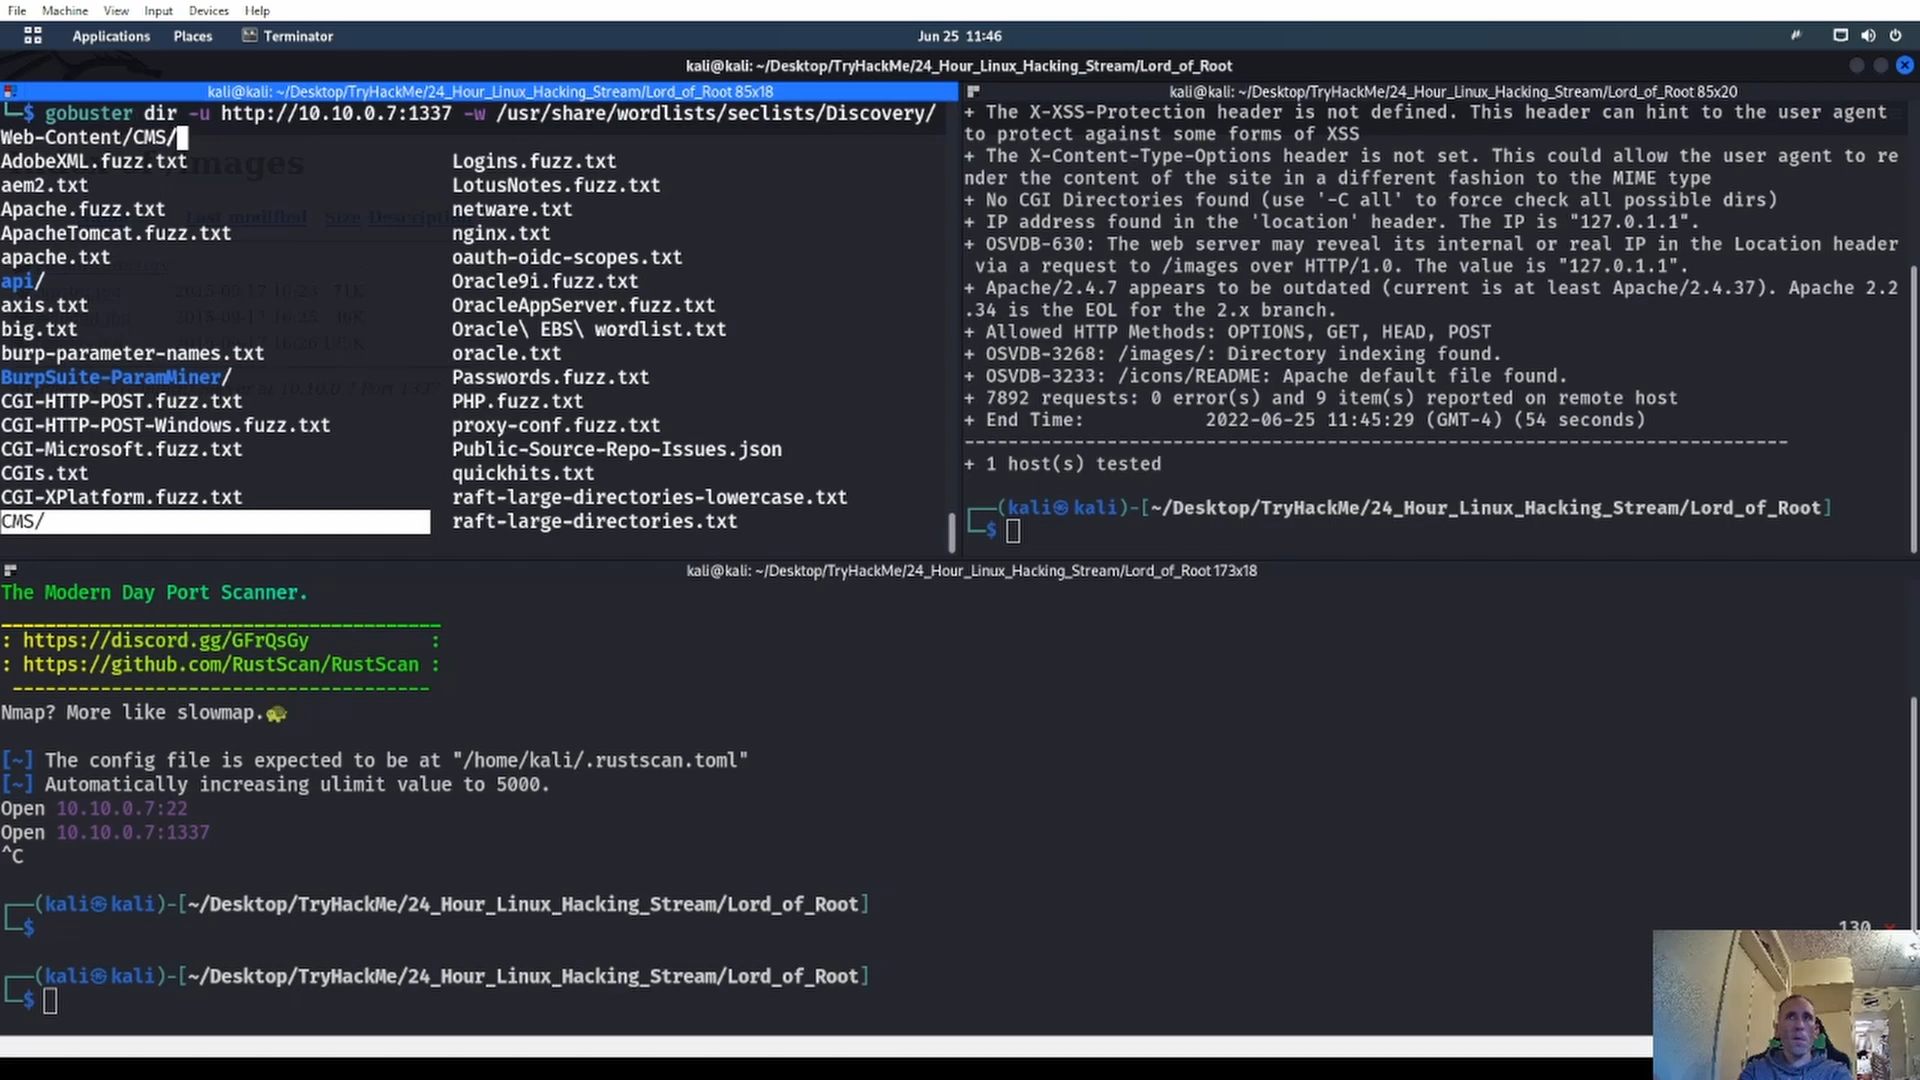 File Machine View Input Devices Help
Applications Places Terminator Jun 25 11:46
kali@kali: ~/Desktop/TryHackMe/24_Hour_Linux_Hacking_Stream/Lord_of_Root
kali@kali: ~/Desktop/TryHackMe/24_Hour_Linux_Hacking_Stream/Lord_of_Root 85x18
└─$ gobuster dir -u http://10.10.0.7:1337 -w /usr/share/wordlists/seclists/Discovery/
Web-Content/CMS/
AdobeXML.fuzz.txt Logins.fuzz.txt
aem2.txt LotusNotes.fuzz.txt
Apache.fuzz.txt netware.txt
ApacheTomcat.fuzz.txt nginx.txt
apache.txt oauth-oidc-scopes.txt
api/ Oracle9i.fuzz.txt
axis.txt OracleAppServer.fuzz.txt
big.txt Oracle\ EBS\ wordlist.txt
burp-parameter-names.txt oracle.txt
BurpSuite-ParamMiner/ Passwords.fuzz.txt
CGI-HTTP-POST.fuzz.txt PHP.fuzz.txt
CGI-HTTP-POST-Windows.fuzz.txt proxy-conf.fuzz.txt
CGI-Microsoft.fuzz.txt Public-Source-Repo-Issues.json
CGIs.txt quickhits.txt
CGI-XPlatform.fuzz.txt raft-large-directories-lowercase.txt
CMS/ raft-large-directories.txt
kali@kali: ~/Desktop/TryHackMe/24_Hour_Linux_Hacking_Stream/Lord_of_Root 85x20
+ The X-XSS-Protection header is not defined. This header can hint to the user agent
to protect against some forms of XSS
+ The X-Content-Type-Options header is not set. This could allow the user agent to re
nder the content of the site in a different fashion to the MIME type
+ No CGI Directories found (use '-C all' to force check all possible dirs)
+ IP address found in the 'location' header. The IP is "127.0.1.1".
+ OSVDB-630: The web server may reveal its internal or real IP in the Location header
via a request to /images over HTTP/1.0. The value is "127.0.1.1".
+ Apache/2.4.7 appears to be outdated (current is at least Apache/2.4.37). Apache 2.2
.34 is the EOL for the 2.x branch.
+ Allowed HTTP Methods: OPTIONS, GET, HEAD, POST
+ OSVDB-3268: /images/: Directory indexing found.
+ OSVDB-3233: /icons/README: Apache default file found.
+ 7892 requests: 0 error(s) and 9 item(s) reported on remote host
+ End Time: 2022-06-25 11:45:29 (GMT-4) (54 seconds)
---------------------------------------------------------------------------
+ 1 host(s) tested
┌──(kali㉿kali)-[~/Desktop/TryHackMe/24_Hour_Linux_Hacking_Stream/Lord_of_Root]
└─$
kali@kali: ~/Desktop/TryHackMe/24_Hour_Linux_Hacking_Stream/Lord_of_Root 173x18
The Modern Day Port Scanner.
________________________________________
: https://discord.gg/GFrQsGy :
: https://github.com/RustScan/RustScan :
--------------------------------------
Nmap? More like slowmap.🐢
[~] The config file is expected to be at "/home/kali/.rustscan.toml"
[~] Automatically increasing ulimit value to 5000.
Open 10.10.0.7:22
Open 10.10.0.7:1337
^C
┌──(kali㉿kali)-[~/Desktop/TryHackMe/24_Hour_Linux_Hacking_Stream/Lord_of_Root]
└─$
130
┌──(kali㉿kali)-[~/Desktop/TryHackMe/24_Hour_Linux_Hacking_Stream/Lord_of_Root]
└─$